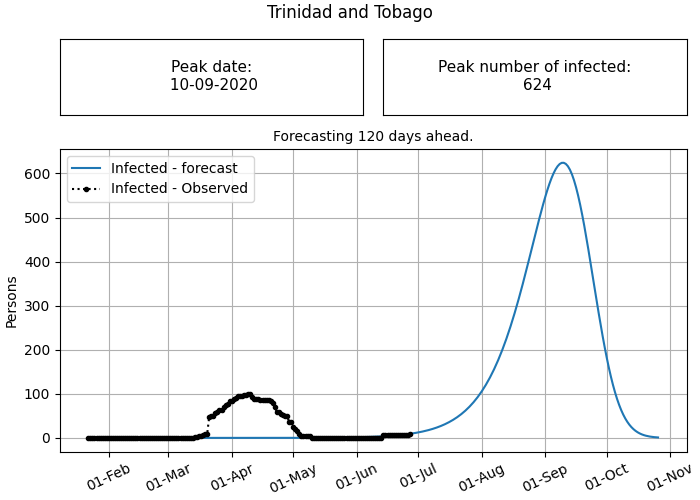 Trinidad and Tobago
Peak date:
10-09-2020
Peak number of infected:
624
Forecasting 120 days ahead.
Infected - forecast
Infected - Observed
600
500
400
300
200
100
0
Persons
01-Feb
01-Mar
01-Apr
01-May
01-Jun
01-Jul
01-Aug
01-Sep
01-Oct
01-Nov